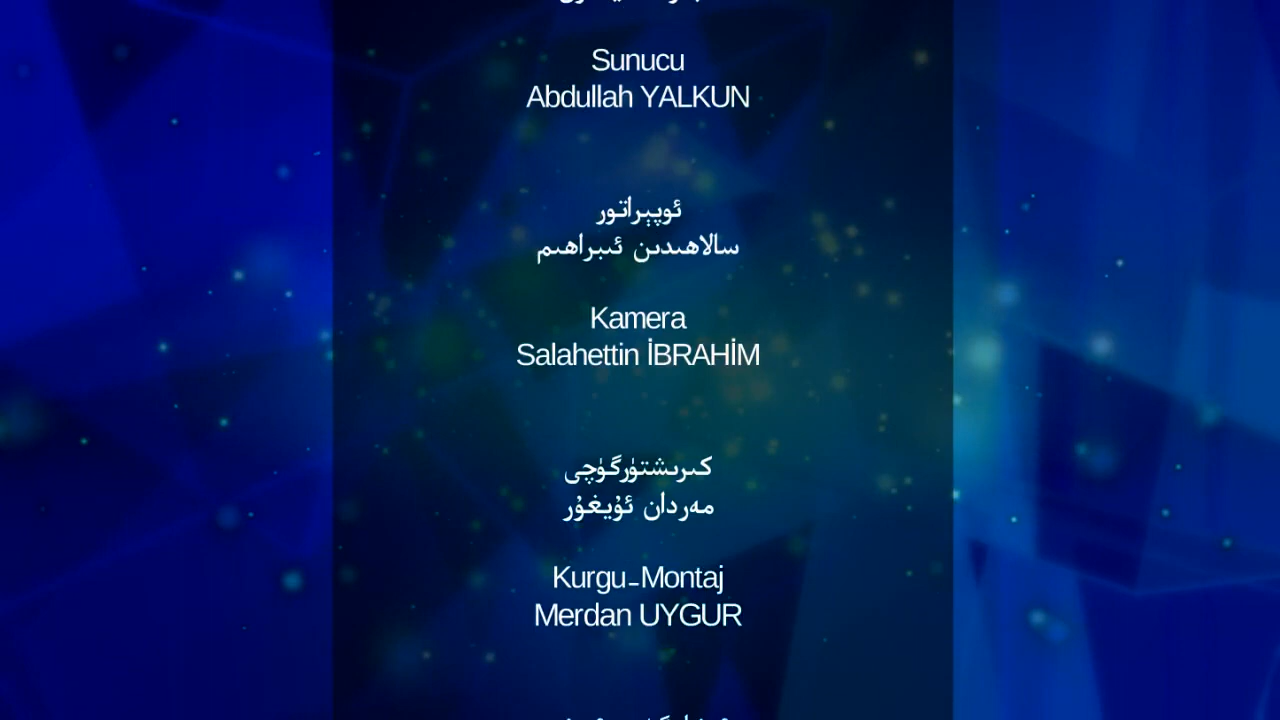 Sunucu
Abdullah YALKUN
ئوپېراتور
سالاھىدىن ئىبراھىم
Kamera
Salahettin İBRAHİM
كىرىشتۈرگۈچى
مەردان ئۇيغۇر
Kurgu-Montaj
Merdan UYGUR